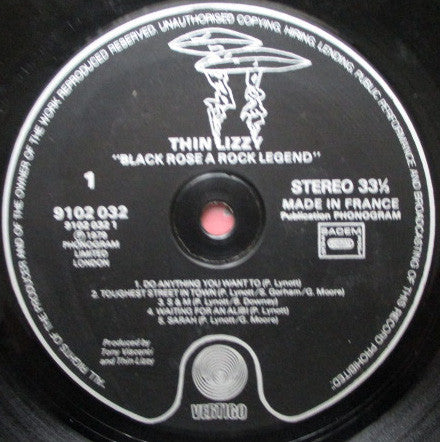 "ALL RIGHTS OF THE PRODUCER AND OF THE OWNER OF THE WORK REPRODUCED RESERVED. UNAUTHORISED COPYING, HIRING, LENDING, PUBLIC PERFORMANCE AND BROADCASTING OF THIS RECORD PROHIBITED."
THIN LIZZY
"BLACK ROSE A ROCK LEGEND"
1
9102 032
9102 032 1
Ⓟ 1979
PHONOGRAM
LIMITED
LONDON
STEREO 33⅓
MADE IN FRANCE
Publication PHONOGRAM
SACEM
1. DO ANYTHING YOU WANT TO (P. Lynott)
2. TOUGHEST STREET IN TOWN (P. Lynott/S. Gorham/G. Moore)
3. S & M (P. Lynott/B. Downey)
4. WAITING FOR AN ALIBI (P. Lynott)
5. SARAH (P. Lynott/G. Moore)
Produced by
Tony Visconti
and Thin Lizzy
VERTIGO